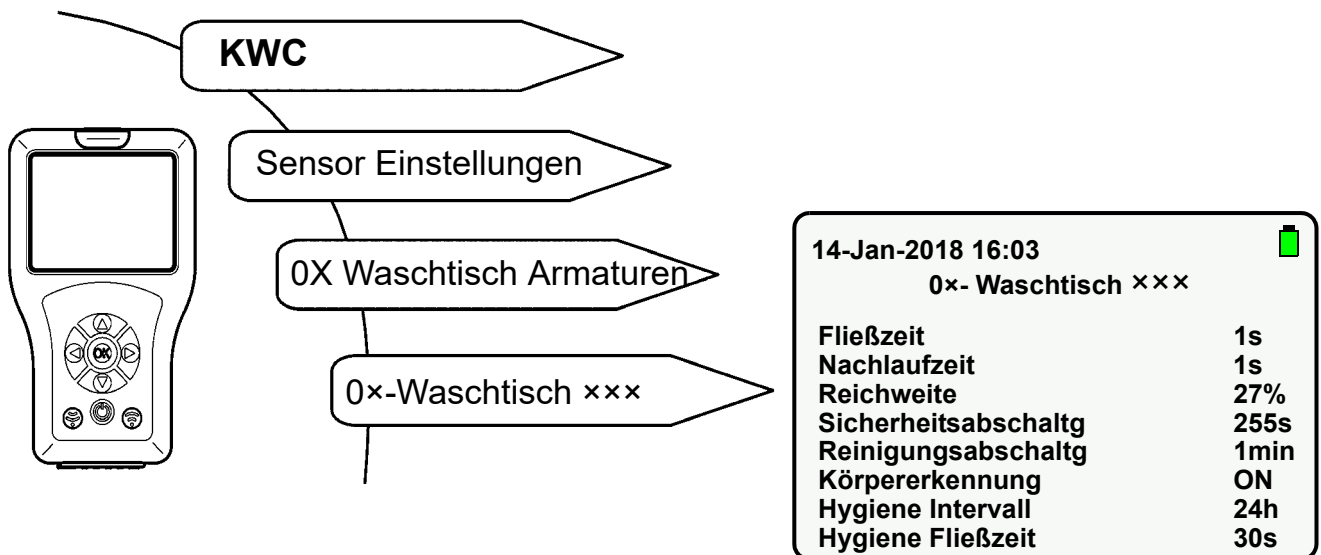 KWC
Sensor Einstellungen
0X Waschtisch Armaturen
0×-Waschtisch ×××
OK
14-Jan-2018 16:03
0×- Waschtisch ×××
Fließzeit 1s
Nachlaufzeit 1s
Reichweite 27%
Sicherheitsabschaltg 255s
Reinigungsabschaltg 1min
Körpererkennung ON
Hygiene Intervall 24h
Hygiene Fließzeit 30s